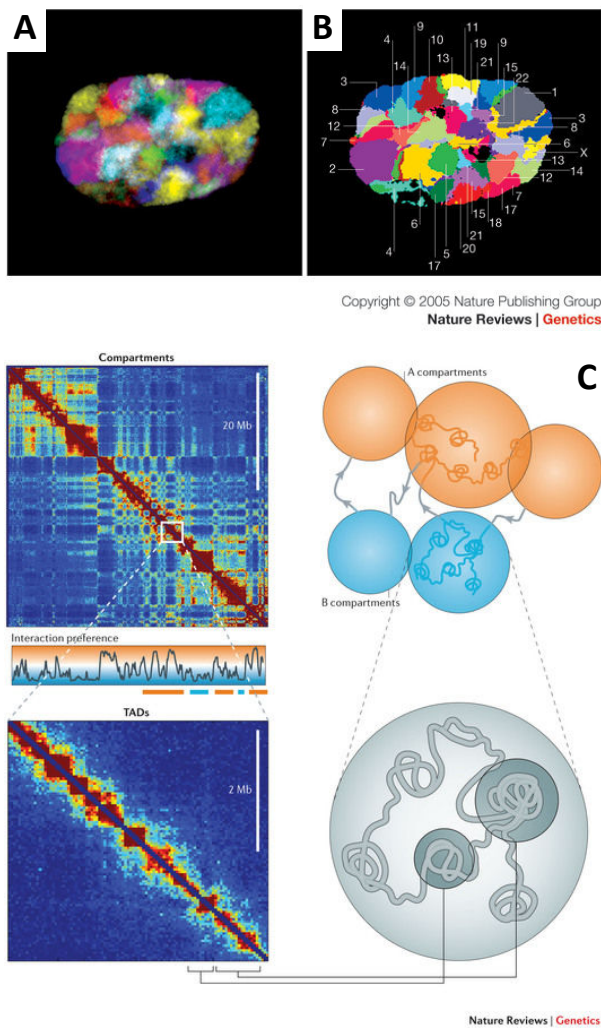 A
B
9
11
4
10
19
9
14
13
21
15
3
22
1
8
3
12
8
7
6
X
2
13
14
12
7
6
15
17
5
21
18
4
20
17
Copyright © 2005 Nature Publishing Group
Nature Reviews | Genetics
Compartments
C
A compartments
20 Mb
B compartments
Interaction preference
TADs
2 Mb
Nature Reviews | Genetics